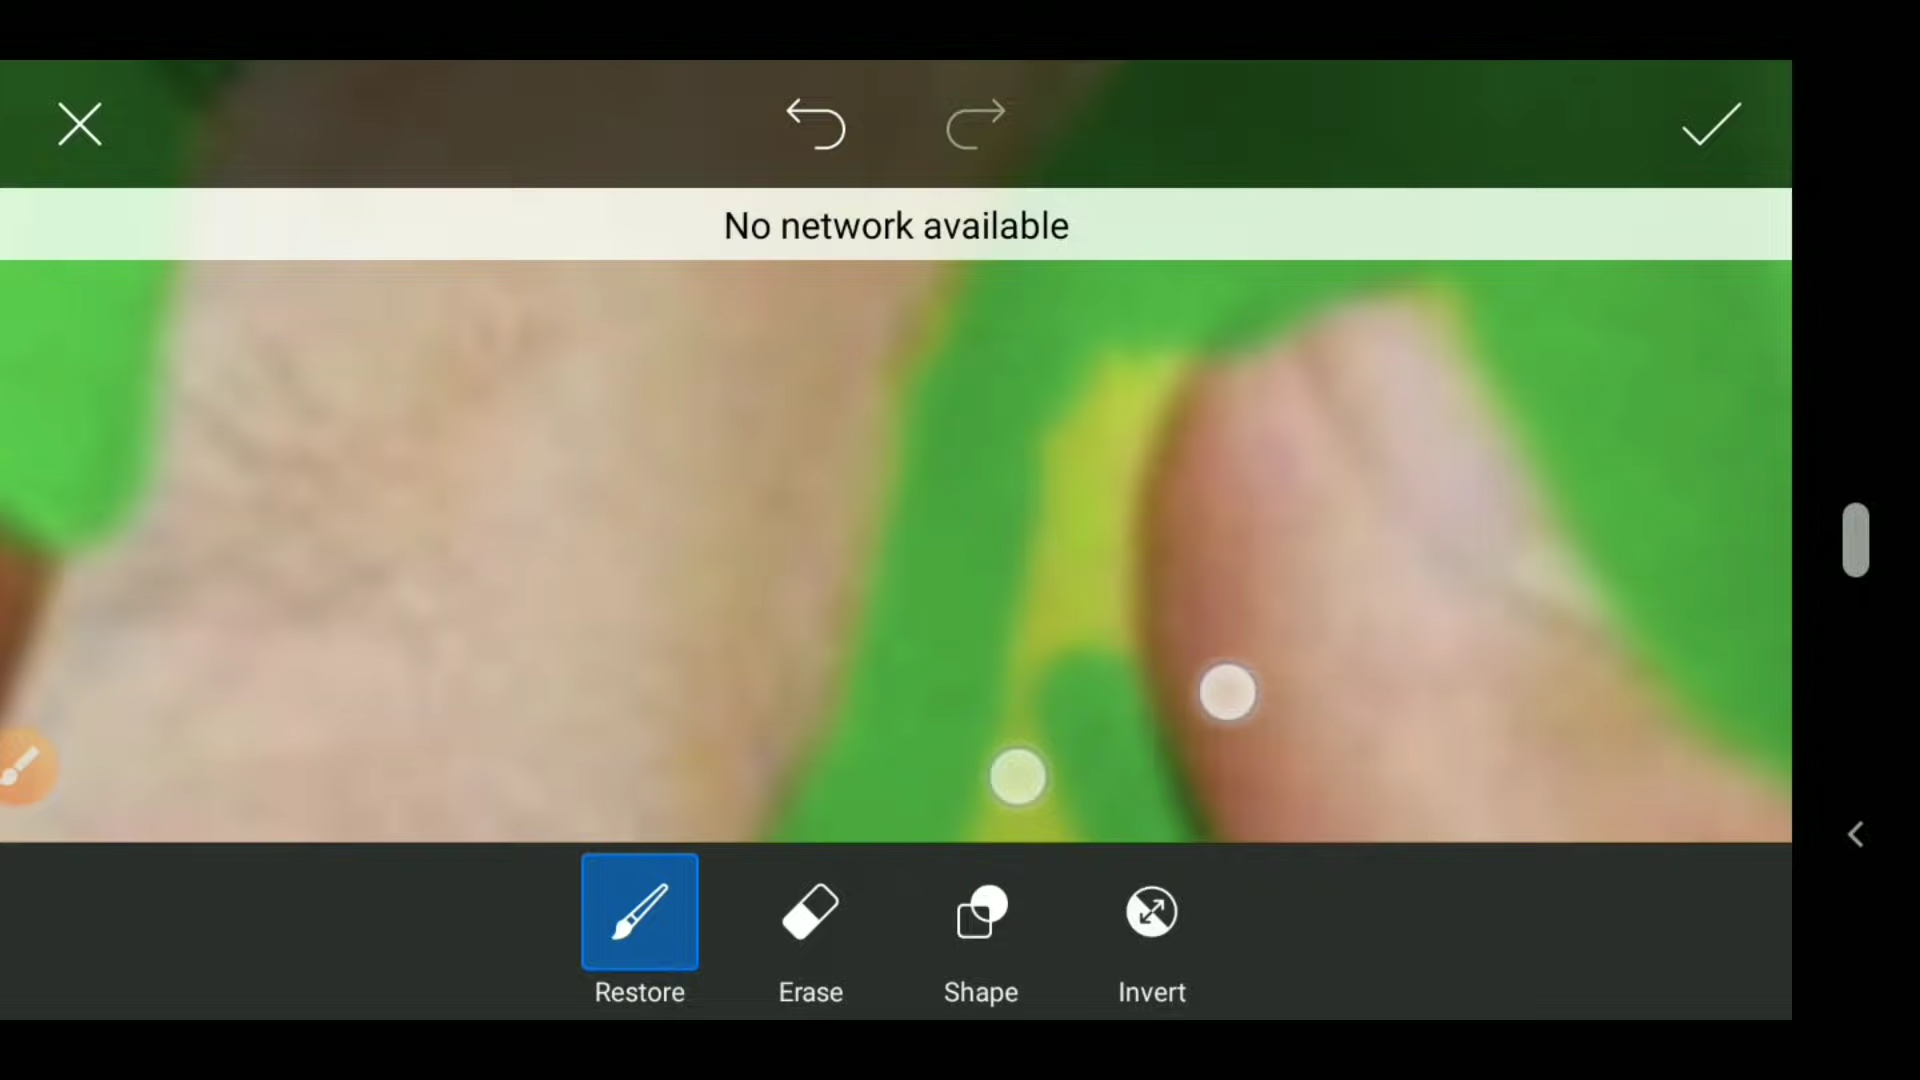 No network available
Restore
Erase
Shape
Invert